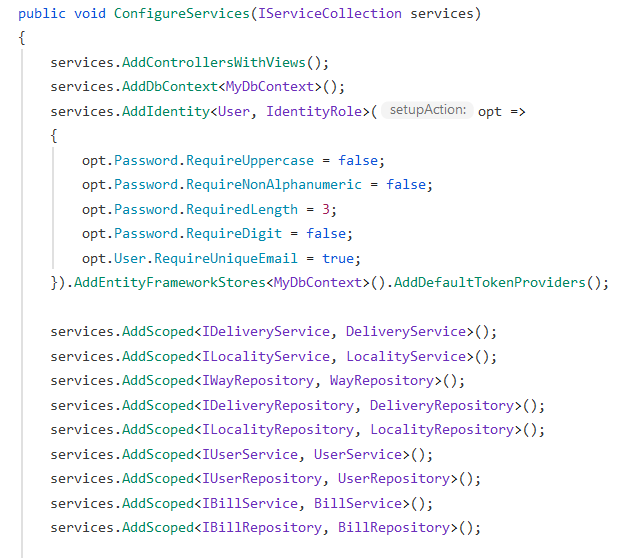 public void ConfigureServices(IServiceCollection services)
{
    services.AddControllersWithViews();
    services.AddDbContext<MyDbContext>();
    services.AddIdentity<User, IdentityRole>( setupAction: opt =>
    {
        opt.Password.RequireUppercase = false;
        opt.Password.RequireNonAlphanumeric = false;
        opt.Password.RequiredLength = 3;
        opt.Password.RequireDigit = false;
        opt.User.RequireUniqueEmail = true;
    }).AddEntityFrameworkStores<MyDbContext>().AddDefaultTokenProviders();
    services.AddScoped<IDeliveryService, DeliveryService>();
    services.AddScoped<ILocalityService, LocalityService>();
    services.AddScoped<IWayRepository, WayRepository>();
    services.AddScoped<IDeliveryRepository, DeliveryRepository>();
    services.AddScoped<ILocalityRepository, LocalityRepository>();
    services.AddScoped<IUserService, UserService>();
    services.AddScoped<IUserRepository, UserRepository>();
    services.AddScoped<IBillService, BillService>();
    services.AddScoped<IBillRepository, BillRepository>();